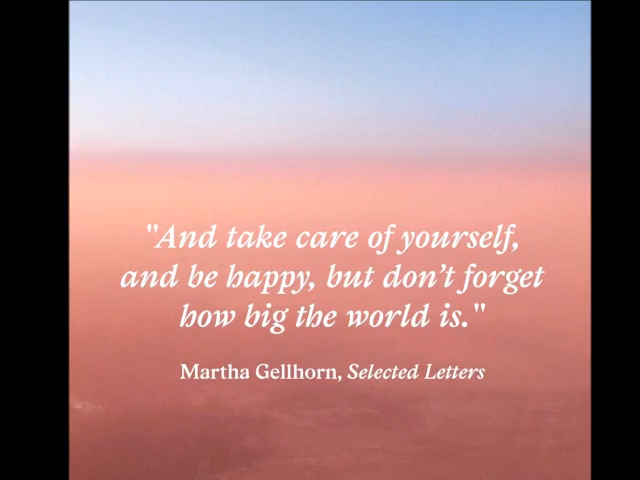 "And take care of yourself,
and be happy, but don’t forget
how big the world is."
Martha Gellhorn, Selected Letters